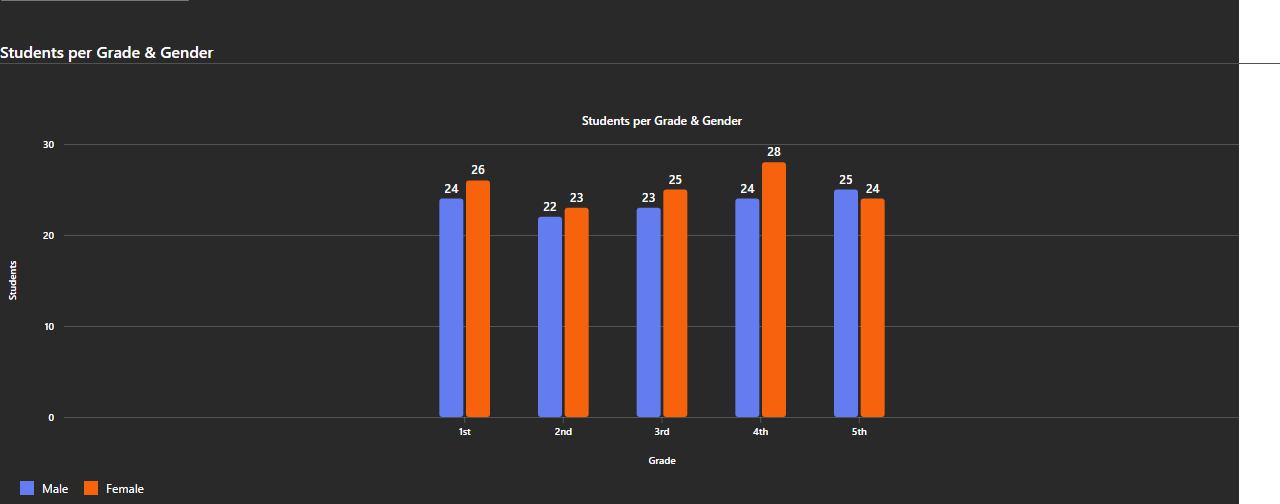 Students per Grade & Gender
Students per Grade & Gender
30
20
10
0
Students
24 26 22 23 23 25 24 28 25 24
1st 2nd 3rd 4th 5th
Grade
Male Female